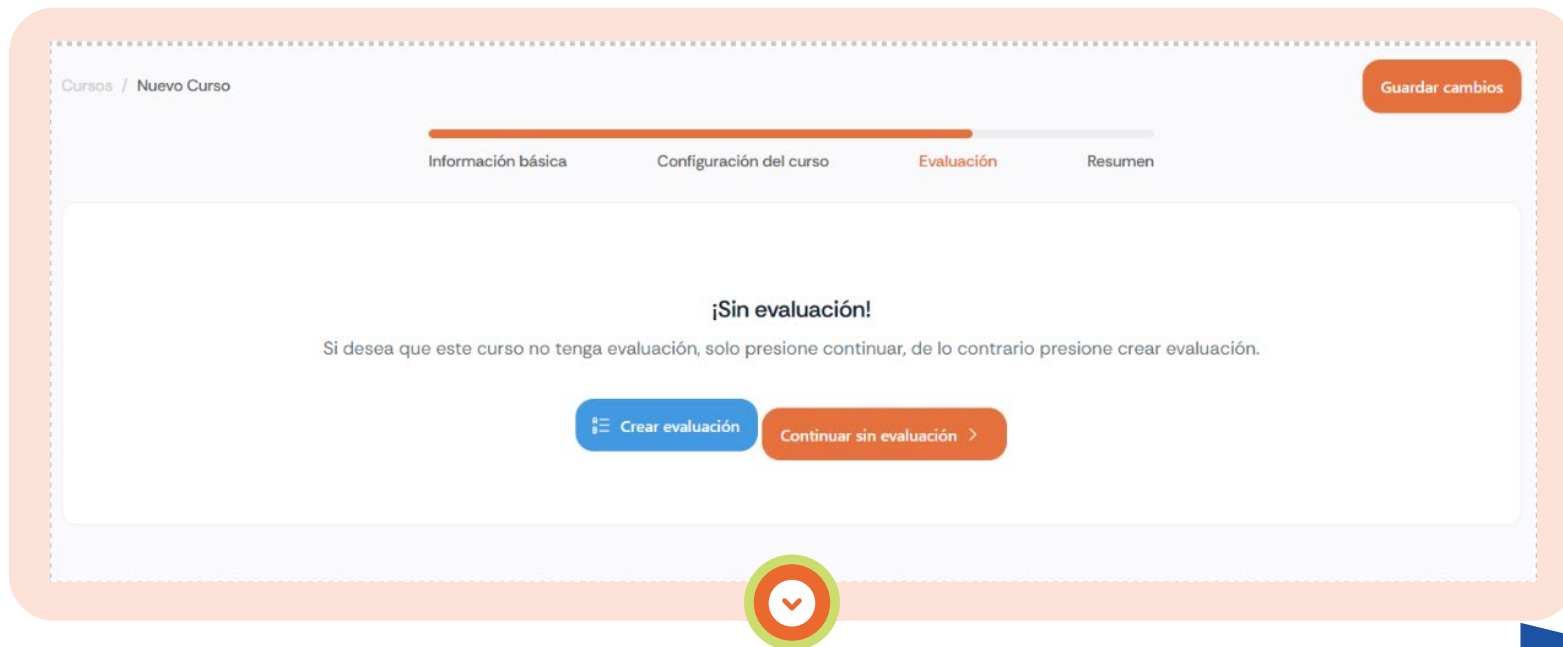 Cursos / Nuevo Curso
Guardar cambios
Información básica
Configuración del curso
Evaluación
Resumen
¡Sin evaluación!
Si desea que este curso no tenga evaluación, solo presione continuar, de lo contrario presione crear evaluación.
Crear evaluación
Continuar sin evaluación